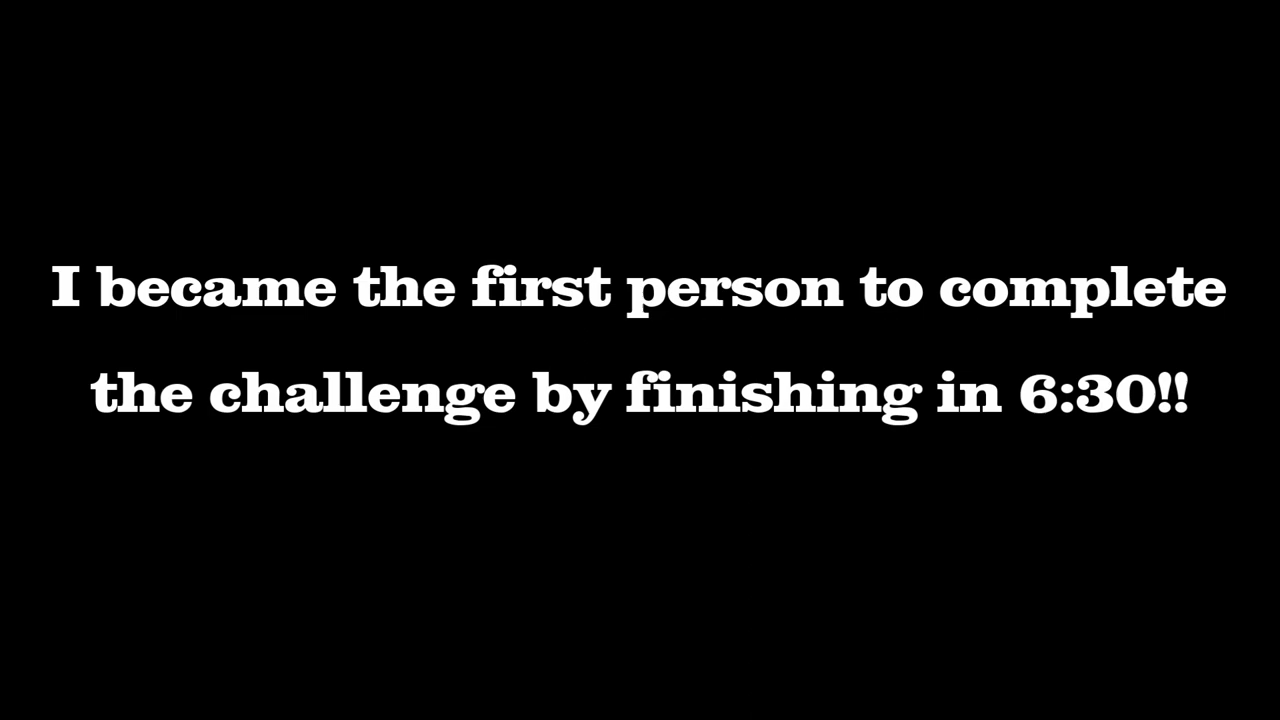 I became the first person to complete
the challenge by finishing in 6:30!!